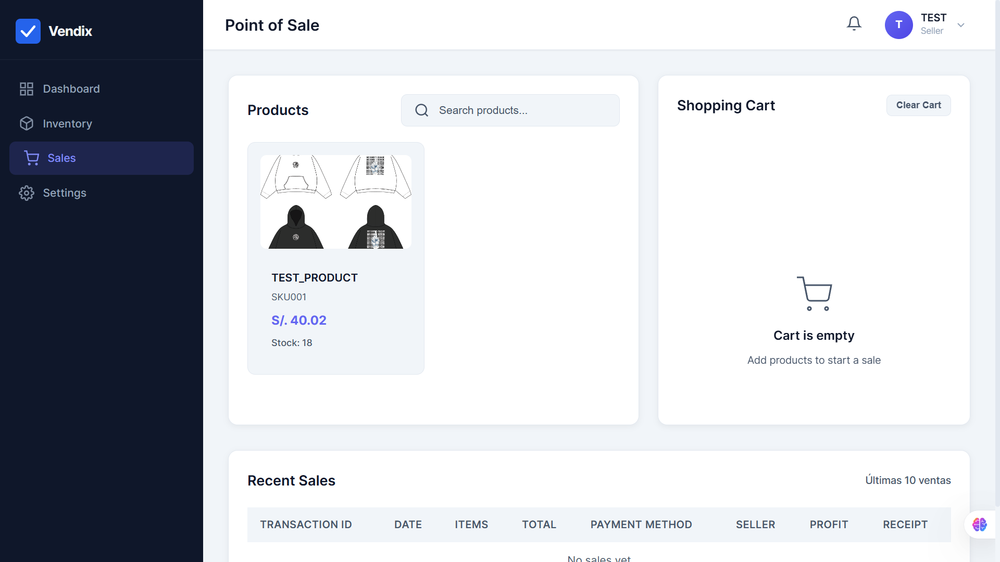 Vendix
Dashboard
Inventory
Sales
Settings
Point of Sale
T
TEST
Seller
Products
Search products...
TEST_PRODUCT
SKU001
S/. 40.02
Stock: 18
Shopping Cart
Clear Cart
Cart is empty
Add products to start a sale
Recent Sales
Últimas 10 ventas
TRANSACTION ID DATE ITEMS TOTAL PAYMENT METHOD SELLER PROFIT RECEIPT
No sales yet